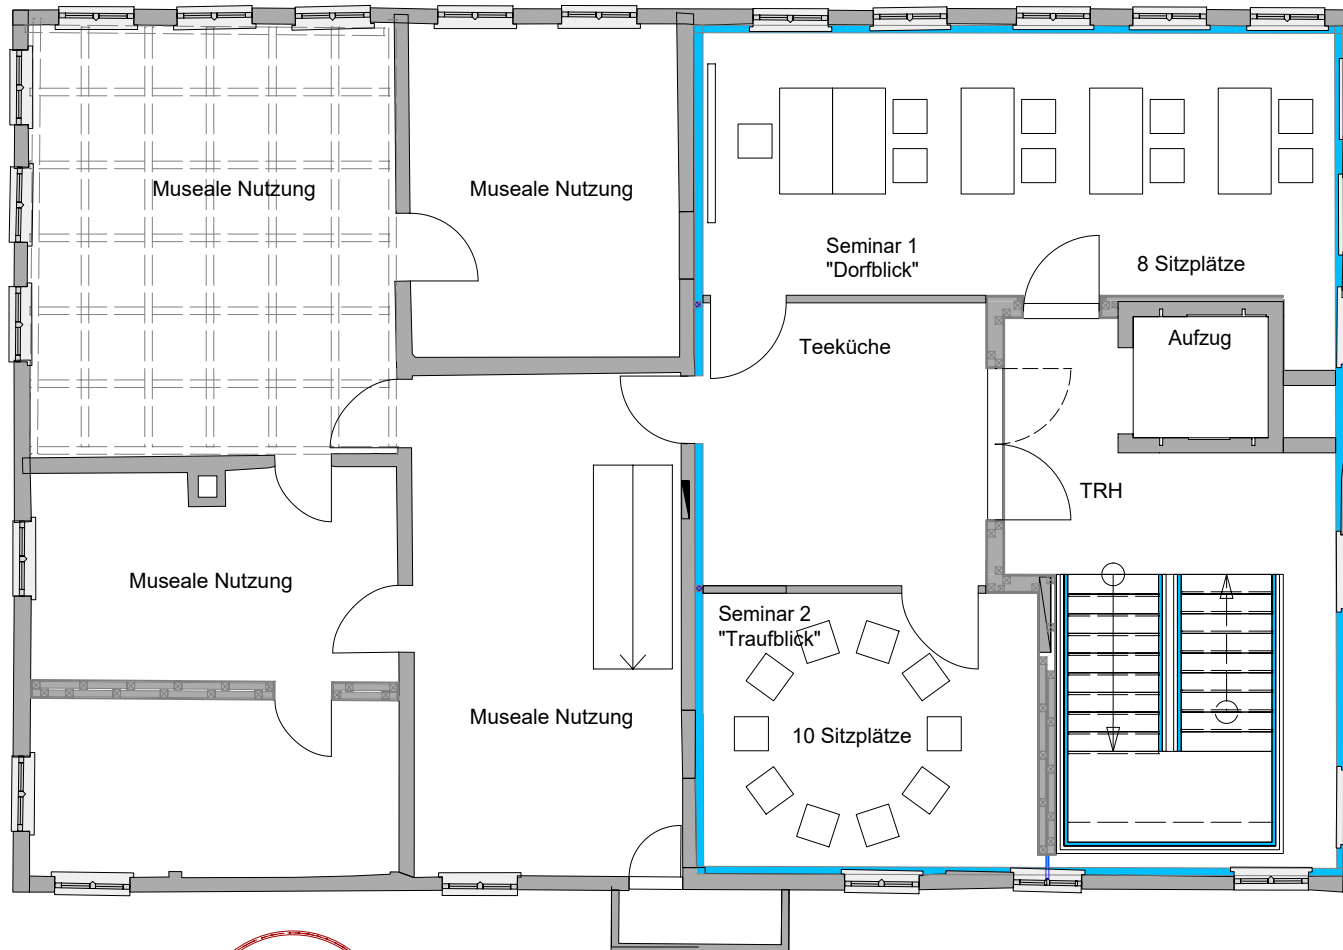 Museale Nutzung
Museale Nutzung
Seminar 1
"Dorfblick"
8 Sitzplätze
Teeküche
Aufzug
TRH
Museale Nutzung
Seminar 2
"Traufblick"
Museale Nutzung
10 Sitzplätze